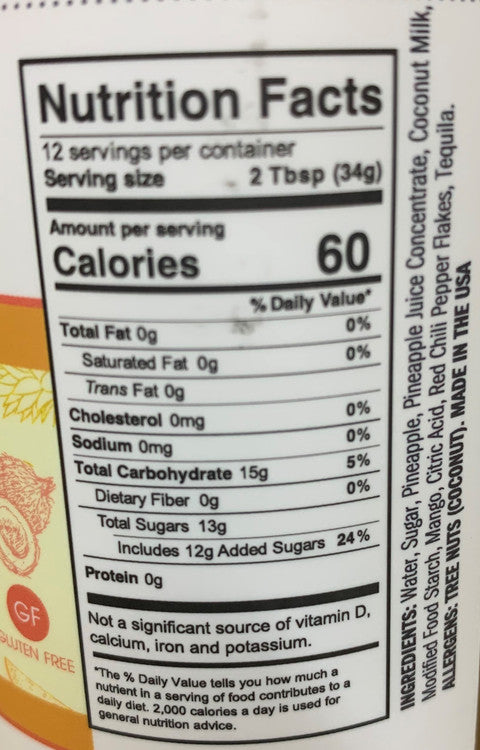 Nutrition Facts
12 servings per container
Serving size 2 Tbsp (34g)
Amount per serving
Calories 60
% Daily Value*
Total Fat 0g 0%
Saturated Fat 0g 0%
Trans Fat 0g
Cholesterol 0mg 0%
Sodium 0mg 0%
Total Carbohydrate 15g 5%
Dietary Fiber 0g 0%
Total Sugars 13g
Includes 12g Added Sugars 24%
Protein 0g
Not a significant source of vitamin D,
calcium, iron and potassium.
*The % Daily Value tells you how much a
nutrient in a serving of food contributes to a
daily diet. 2,000 calories a day is used for
general nutrition advice.
INGREDIENTS: Water, Sugar, Pineapple, Pineapple Juice Concentrate, Coconut Milk,
Modified Food Starch, Mango, Citric Acid, Red Chili Pepper Flakes, Tequila.
ALLERGENS: TREE NUTS (COCONUT). MADE IN THE USA
GF
GLUTEN FREE